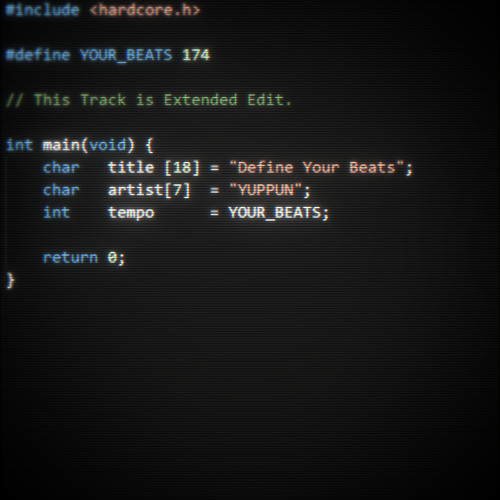 #include <hardcore.h>
#define YOUR_BEATS 174
// This Track is Extended Edit.
int main(void) {
    char   title [18] = "Define Your Beats";
    char   artist[7]  = "YUPPUN";
    int    tempo      = YOUR_BEATS;
    return 0;
}